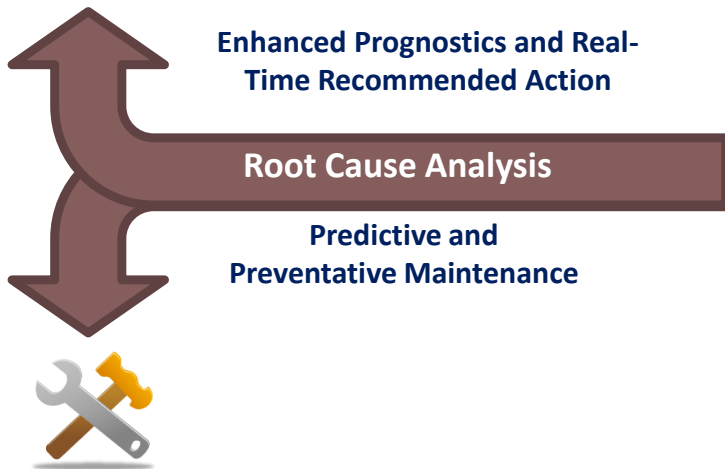 Enhanced Prognostics and Real-
Time Recommended Action
Root Cause Analysis
Predictive and
Preventative Maintenance